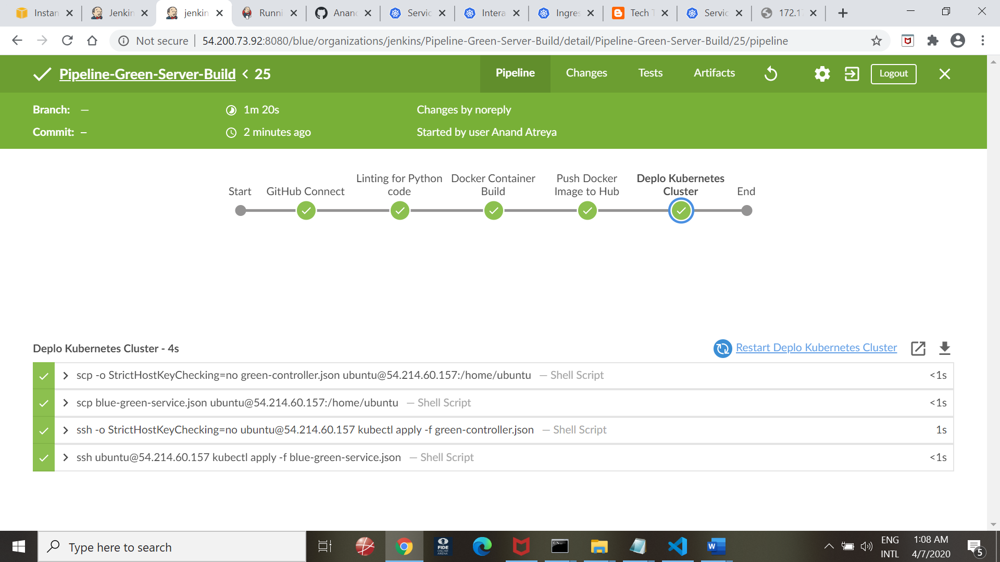 Instan
Jenkin
jenkin
Runni
Anand
Servic
Intera
Ingres
Tech T
Servic
172.17
Not secure
54.200.73.92:8080/blue/organizations/jenkins/Pipeline-Green-Server-Build/detail/Pipeline-Green-Server-Build/25/pipeline
Pipeline-Green-Server-Build < 25
Pipeline
Changes
Tests
Artifacts
Logout
Branch: —
1m 20s
Changes by noreply
Commit: –
2 minutes ago
Started by user Anand Atreya
Start
GitHub Connect
Linting for Python
code
Docker Container
Build
Push Docker
Image to Hub
Deplo Kubernetes
Cluster
End
Deplo Kubernetes Cluster - 4s
Restart Deplo Kubernetes Cluster
scp -o StrictHostKeyChecking=no green-controller.json ubuntu@54.214.60.157:/home/ubuntu — Shell Script <1s
scp blue-green-service.json ubuntu@54.214.60.157:/home/ubuntu — Shell Script <1s
ssh -o StrictHostKeyChecking=no ubuntu@54.214.60.157 kubectl apply -f green-controller.json — Shell Script 1s
ssh ubuntu@54.214.60.157 kubectl apply -f blue-green-service.json — Shell Script <1s
Type here to search
FIDE
ONLINE
ARENA
ENG
INTL
1:08 AM
4/7/2020
5